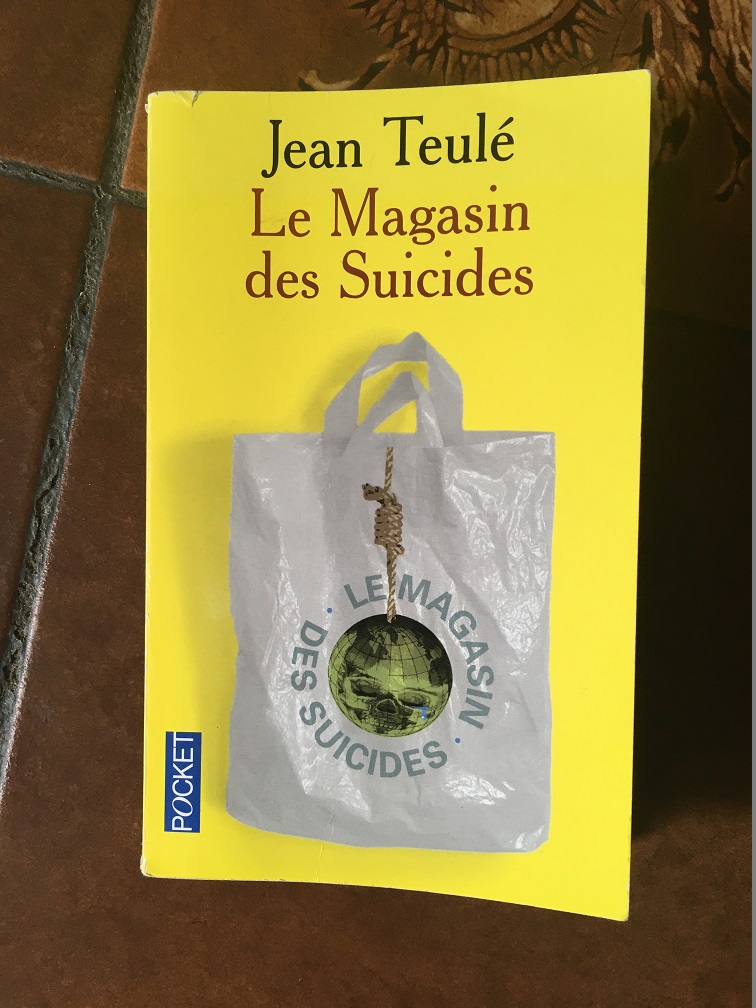 Jean Teulé
Le Magasin
des Suicides
· LE MAGASIN ·
DES SUICIDES
POCKET